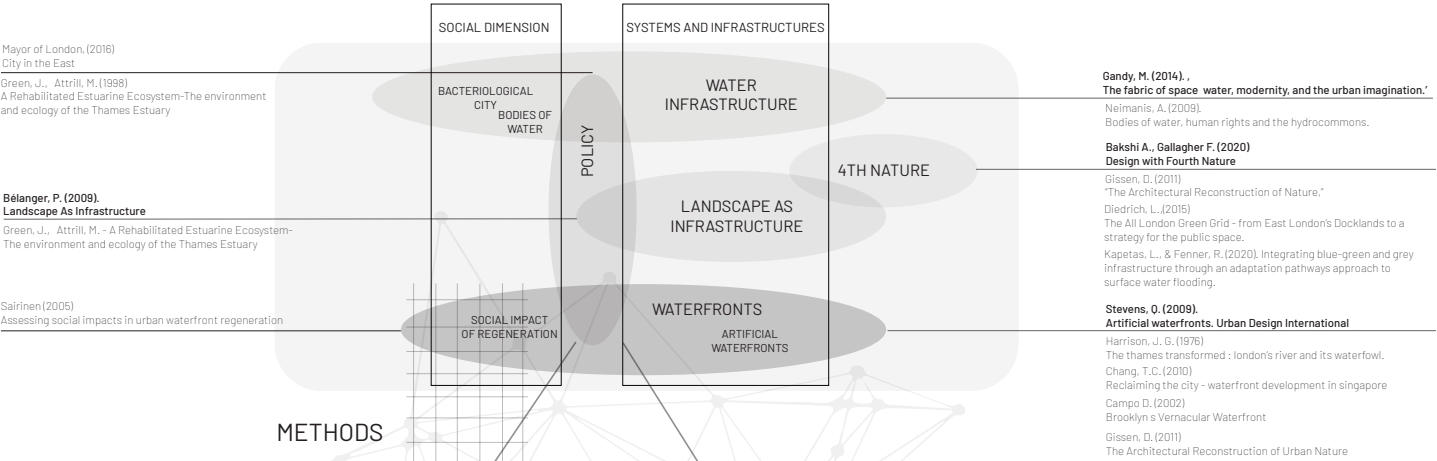 SOCIAL DIMENSION
SYSTEMS AND INFRASTRUCTURES
Mayor of London, (2016)
City in the East
Green, J., Attrill, M. (1998)
A Rehabilitated Estuarine Ecosystem-The environment
and ecology of the Thames Estuary
Bélanger, P. (2009).
Landscape As Infrastructure
Green, J., Attrill, M. - A Rehabilitated Estuarine Ecosystem-
The environment and ecology of the Thames Estuary
Sairinen (2005)
Assessing social impacts in urban waterfront regeneration
BACTERIOLOGICAL
CITY
BODIES OF
WATER
POLICY
WATER
INFRASTRUCTURE
4TH NATURE
LANDSCAPE AS
INFRASTRUCTURE
WATERFRONTS
SOCIAL IMPACT
OF REGENERATION
ARTIFICIAL
WATERFRONTS
METHODS
Gandy, M. (2014). ,
The fabric of space water, modernity, and the urban imagination.'
Neimanis, A. (2009).
Bodies of water, human rights and the hydrocommons.
Bakshi A., Gallagher F. (2020)
Design with Fourth Nature
Gissen, D. (2011)
"The Architectural Reconstruction of Nature,"
Diedrich, L.,(2015)
The All London Green Grid - from East London's Docklands to a
strategy for the public space.
Kapetas, L., & Fenner, R. (2020). Integrating blue-green and grey
infrastructure through an adaptation pathways approach to
surface water flooding.
Stevens, Q. (2009).
Artificial waterfronts. Urban Design International
Harrison, J. G. (1976)
The thames transformed : london's river and its waterfowl.
Chang, T.C. (2010)
Reclaiming the city - waterfront development in singapore
Campo D. (2002)
Brooklyn s Vernacular Waterfront
Gissen, D. (2011)
The Architectural Reconstruction of Urban Nature